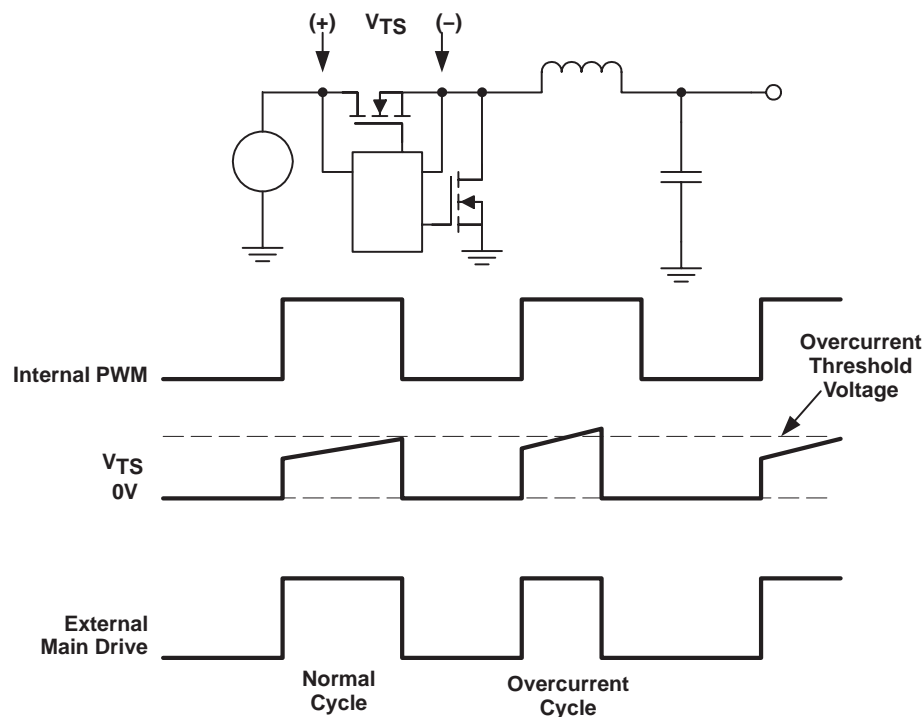 (+) VTS (–)
Internal PWM
Overcurrent
Threshold
Voltage
VTS
0V
External
Main Drive
Normal
Cycle
Overcurrent
Cycle